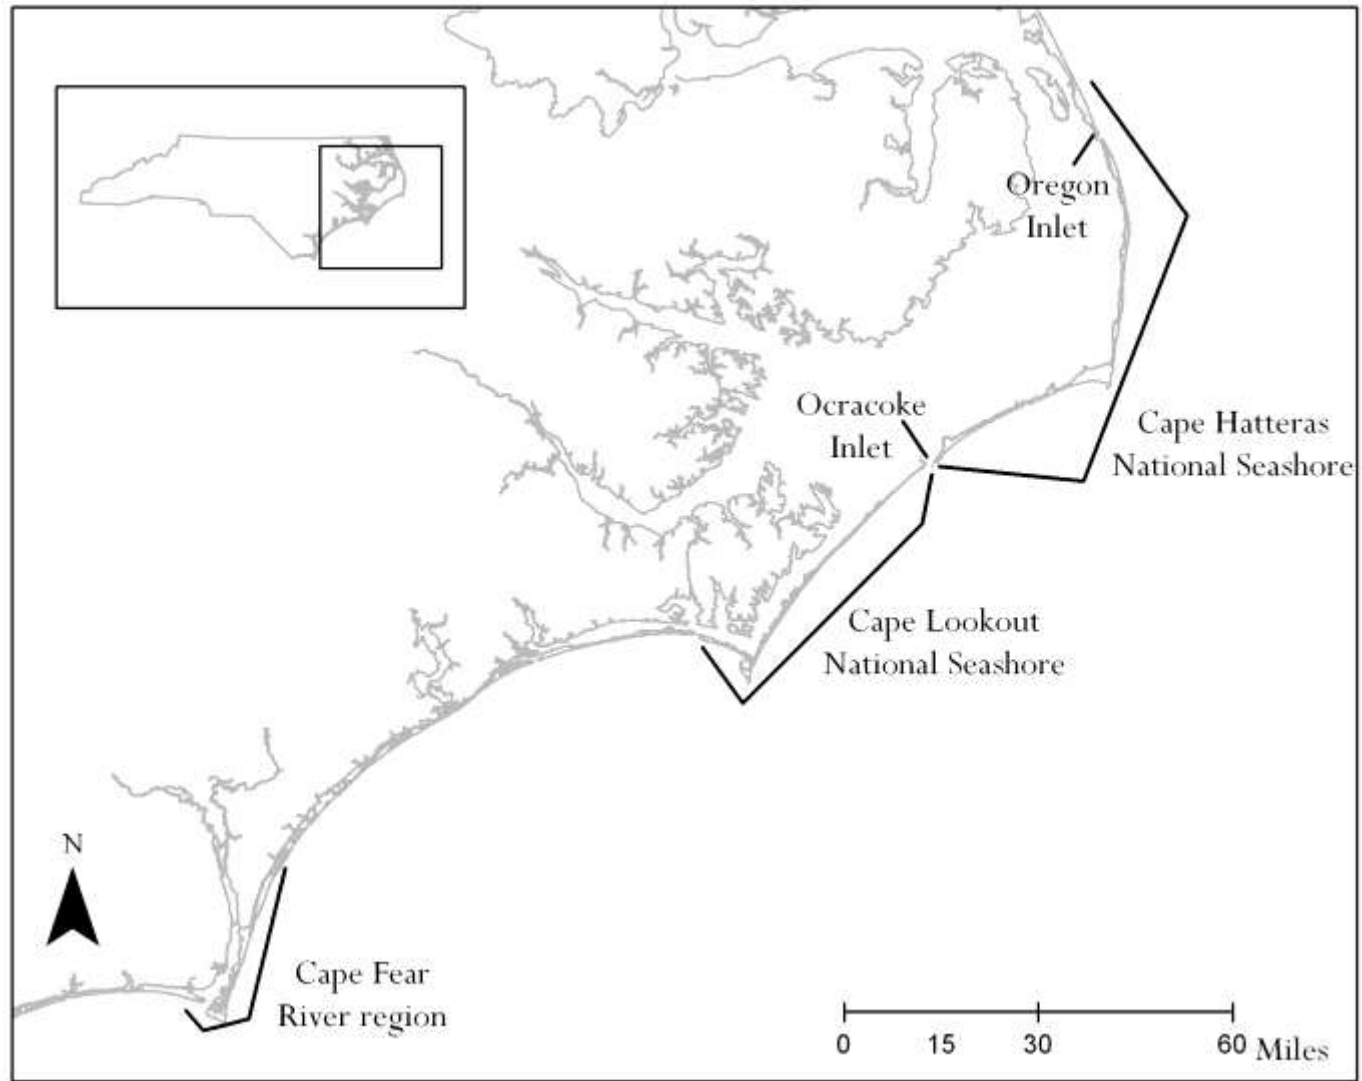 Oregon
Inlet
Ocracoke
Inlet
Cape Hatteras
National Seashore
Cape Lookout
National Seashore
N
Cape Fear
River region
0 15 30 60 Miles